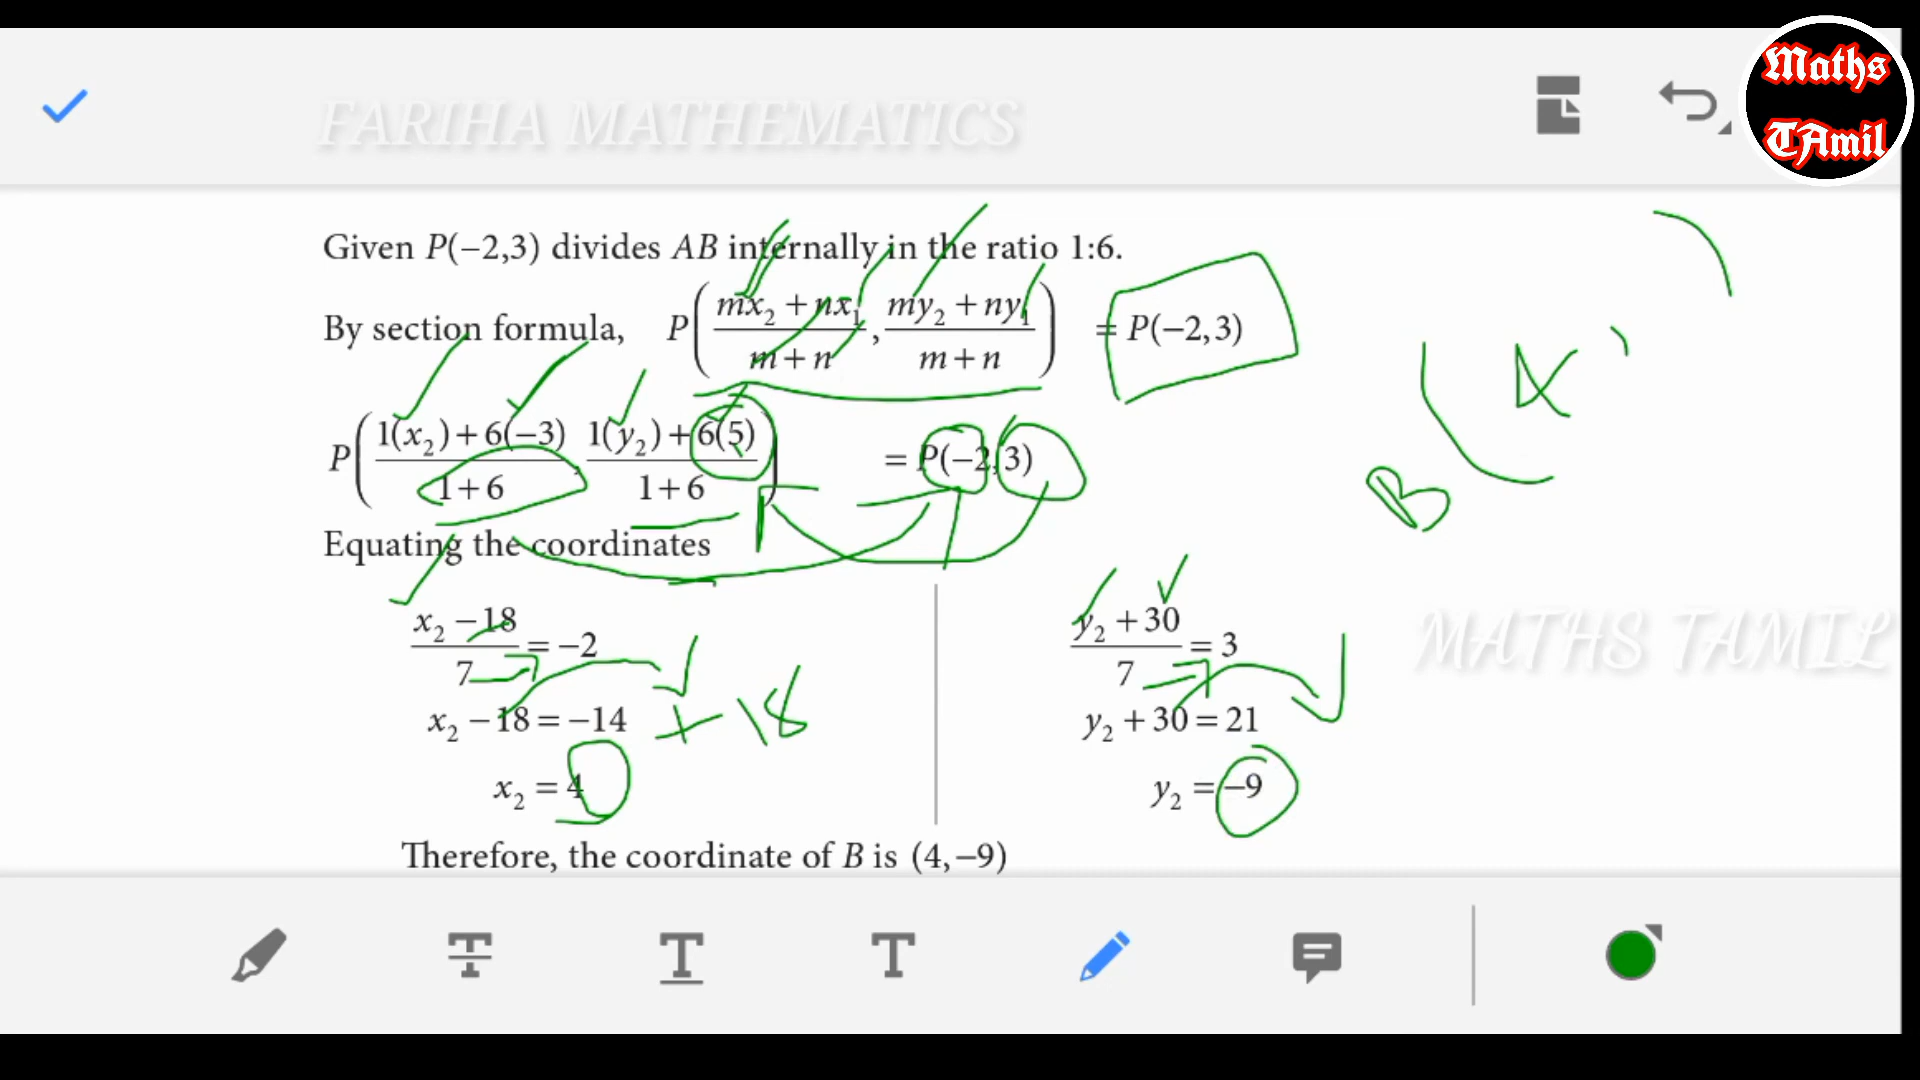 Maths
TAmil
FARIHA MATHEMATICS
Given P(−2,3) divides AB internally in the ratio 1:6.
By section formula, P((mx₂ + nx₁)/(m + n), (my₂ + ny₁)/(m + n)) = P(−2,3)
P((1(x₂) + 6(−3))/(1 + 6), (1(y₂) + 6(5))/(1 + 6)) = P(−2,3)
B (4,
Equating the coordinates
(x₂ − 18)/7 = −2
(y₂ + 30)/7 = 3
MATHS TAMIL
x₂ − 18 = −14 + 18
y₂ + 30 = 21
x₂ = 4
y₂ = −9
Therefore, the coordinate of B is (4,−9)